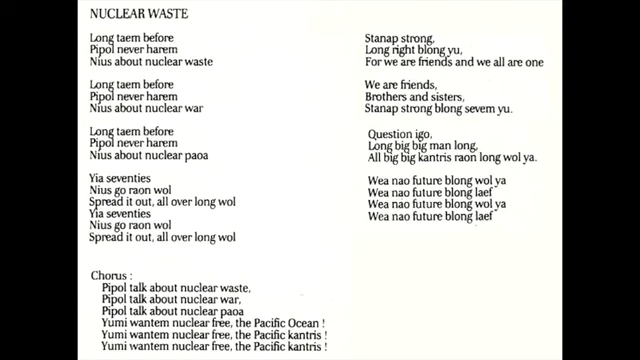 NUCLEAR WASTE
Long taem before
Pipol never harem
Nius about nuclear waste
Long taem before
Pipol never harem
Nius about nuclear war
Long taem before
Pipol never harem
Nius about nuclear paoa
Yia seventies
Nius go raon wol
Spread it out, all over long wol
Yia seventies
Nius go raon wol
Spread it out, all over long wol
Chorus :
Pipol talk about nuclear waste,
Pipol talk about nuclear war,
Pipol talk about nuclear paoa
Yumi wantem nuclear free, the Pacific Ocean !
Yumi wantem nuclear free, the Pacific kantris !
Yumi wantem nuclear free, the Pacific kantris !
Stanap strong,
Long right blong yu,
For we are friends and we all are one
We are friends,
Brothers and sisters,
Stanap strong blong sevem yu.
Question igo,
Long big big man long,
All big big kantris raon long wol ya.
Wea nao future blong wol ya
Wea nao future blong laef
Wea nao future blong wol ya
Wea nao future blong laef